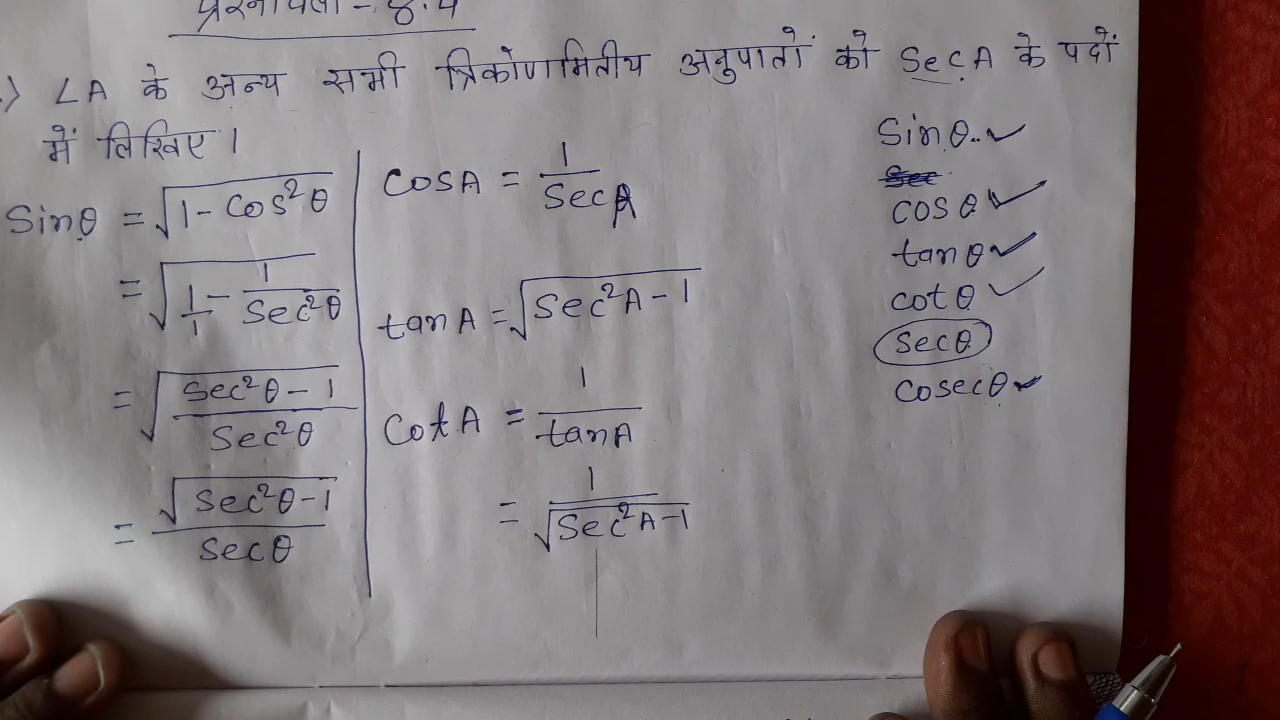 प्रश्नावली - 8.4
∠A के अन्य सभी त्रिकोणमितीय अनुपातों को SecA के पदों
में लिखिए।
Sinθ = √(1 - Cos²θ)
= √(1/1 - 1/Sec²θ)
= √((Sec²θ - 1)/Sec²θ)
= √(Sec²θ - 1)/Secθ
CosA = 1/SecA
tanA = √(Sec²A - 1)
CotA = 1/tanA
= 1/√(Sec²A - 1)
Sinθ ✓
cosθ ✓
tanθ ✓
cotθ ✓
secθ
cosecθ ✓